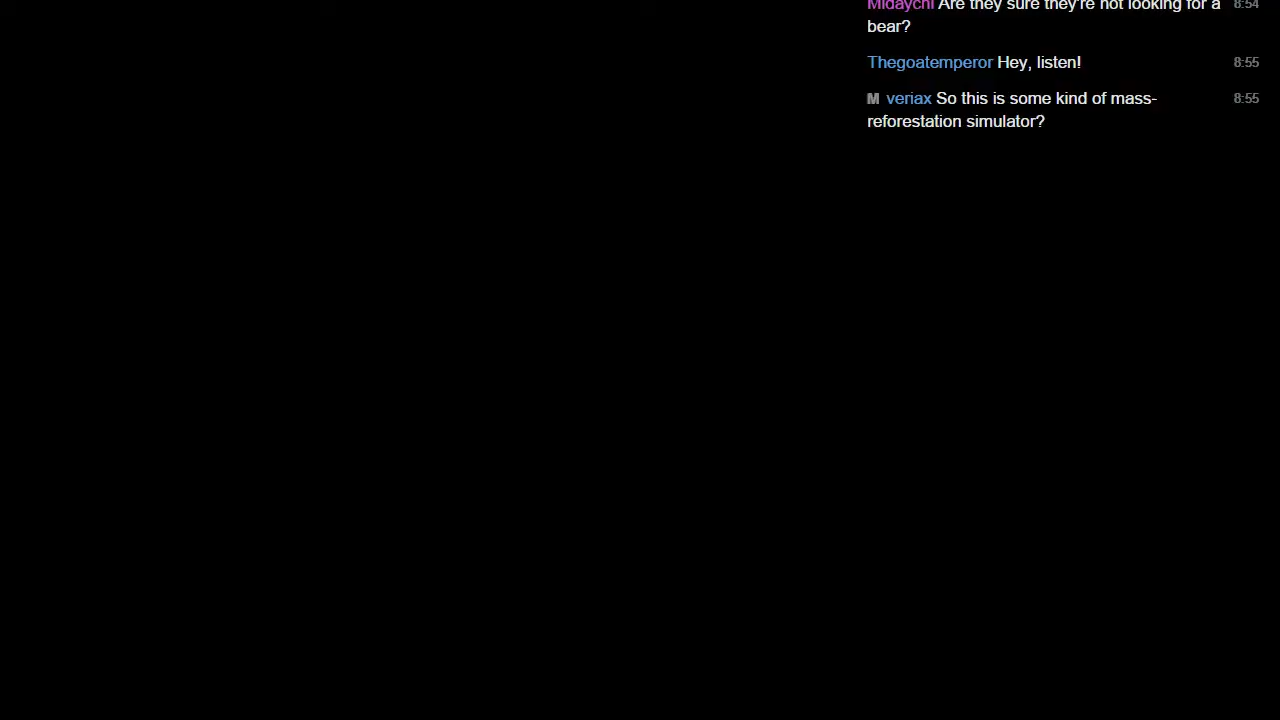 Midaychi Are they sure they're not looking for a 8:54
bear?
Thegoatemperor Hey, listen! 8:55
M veriax So this is some kind of mass- 8:55
reforestation simulator?